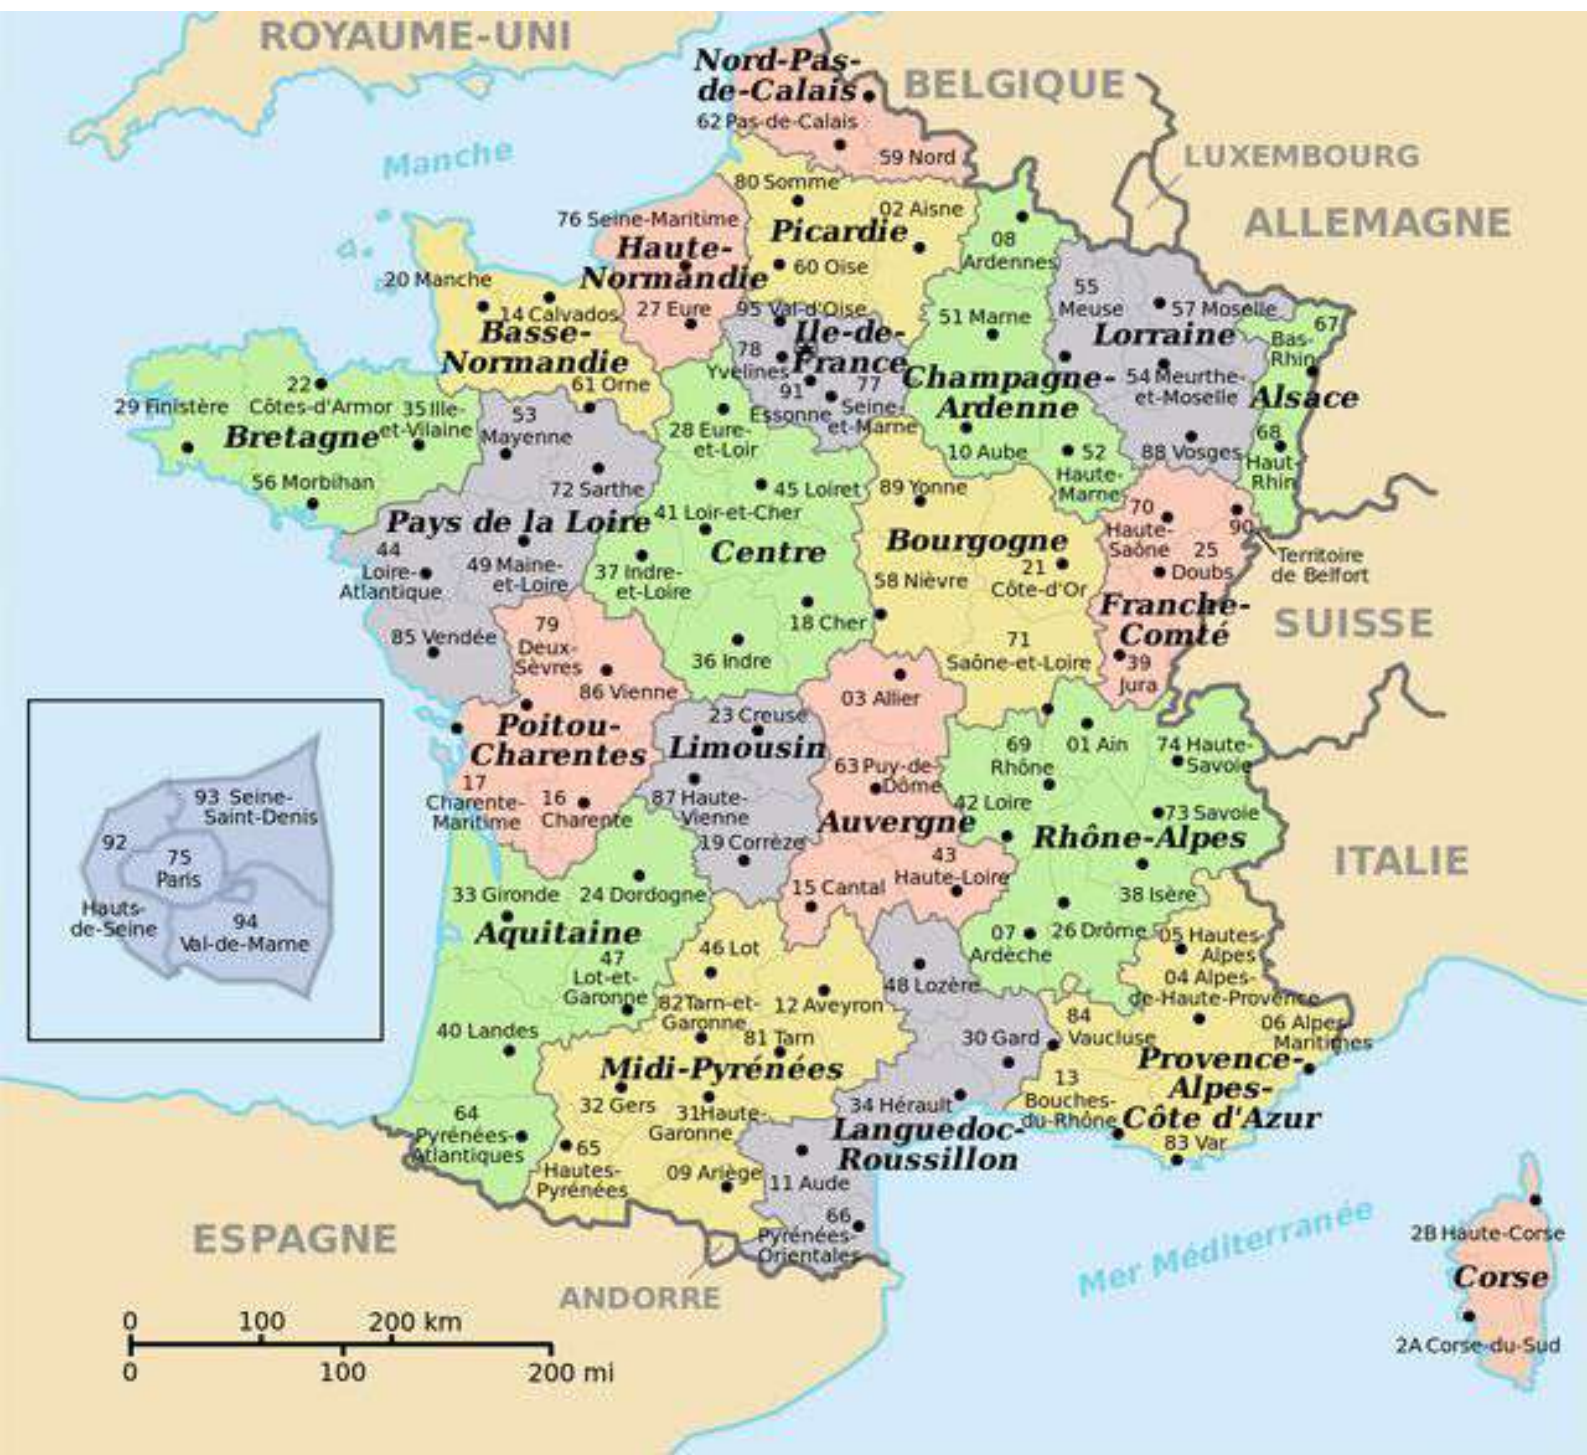 ROYAUME-UNI
Nord-Pas-
de-Calais
BELGIQUE
62 Pas-de-Calais
59 Nord
Manche
LUXEMBOURG
ALLEMAGNE
80 Somme
02 Aisne
Picardie
60 Oise
76 Seine-Maritime
Haute-
Normandie
27 Eure
08
Ardennes
20 Manche
14 Calvados
Basse-
Normandie
61 Orne
95 Val-d'Oise
Ile-de-
France
78
Yvelines
91
Essonne
77
Seine-
et-Marne
51 Marne
Champagne-
Ardenne
10 Aube
52
Haute-
Marne
55
Meuse
57 Moselle
Lorraine
54 Meurthe-
et-Moselle
88 Vosges
67
Bas-
Rhin
Alsace
68
Haut-
Rhin
22
Côtes-d'Armor
29 Finistère
35 Ille-
et-Vilaine
Bretagne
56 Morbihan
53
Mayenne
72 Sarthe
Pays de la Loire
44
Loire-
Atlantique
49 Maine-
et-Loire
85 Vendée
28 Eure-
et-Loir
45 Loiret
41 Loir-et-Cher
Centre
37 Indre-
et-Loire
18 Cher
36 Indre
89 Yonne
Bourgogne
58 Nièvre
21
Côte-d'Or
71
Saône-et-Loire
70
Haute-
Saône
90
Territoire
de Belfort
25
Doubs
Franche-
Comté
39
Jura
SUISSE
79
Deux-
Sèvres
86 Vienne
Poitou-
Charentes
17
Charente-
Maritime
16
Charente
23 Creuse
Limousin
87 Haute-
Vienne
19 Corrèze
03 Allier
63 Puy-de-
Dôme
Auvergne
43
Haute-Loire
15 Cantal
69
Rhône
01 Ain
74 Haute-
Savoie
42 Loire
73 Savoie
Rhône-Alpes
38 Isère
07
Ardèche
26 Drôme
ITALIE
93 Seine-
Saint-Denis
92
75
Paris
Hauts-
de-Seine
94
Val-de-Marne
33 Gironde
24 Dordogne
Aquitaine
47
Lot-et-
Garonne
40 Landes
64
Pyrénées-
Atlantiques
46 Lot
82 Tarn-et-
Garonne
12 Aveyron
81 Tarn
Midi-Pyrénées
32 Gers
31 Haute-
Garonne
65
Hautes-
Pyrénées
09 Ariège
48 Lozère
30 Gard
34 Hérault
Languedoc-
Roussillon
11 Aude
66
Pyrénées-
Orientales
05 Hautes-
Alpes
04 Alpes-
de-Haute-Provence
84
Vaucluse
06 Alpes-
Maritimes
Provence-
Alpes-
Côte d'Azur
13
Bouches-
du-Rhône
83 Var
ESPAGNE
ANDORRE
Mer Méditerranée
2B Haute-Corse
Corse
2A Corse-du-Sud
0 100 200 km
0 100 200 mi